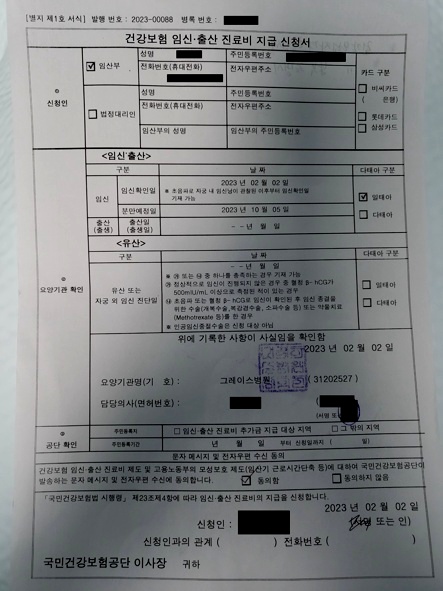 [별지 제1호 서식] 발행 번호 : 2023-00088 병록 번호 :
건강보험 임신·출산 진료비 지급 신청서
① 신청인
임산부
성명
주민등록번호
전화번호(휴대전화)
전자우편주소
카드 구분
비씨카드
( 은행)
롯데카드
삼성카드
법정대리인
성명
주민등록번호
전화번호(휴대전화)
전자우편주소
임산부의 성명
임산부의 주민등록번호
요양기관 확인
<임신/출산>
구분 날 짜 다태아 구분
임신
임신확인일
2023 년 02 월 02 일
※ 초음파로 자궁 내 임신낭이 관찰된 이후부터 임신확인일
기재 가능
분만예정일 2023 년 10 월 05 일
출산
(출생)
출산일
(출생일)
- - 년 월 일
일태아
다태아
<유산>
구분 날 짜 다태아 구분
유산 또는
자궁 외 임신 진단일
- - 년 월 일
※ ㉮ 또는 ㉯ 중 하나를 충족하는 경우 기재 가능
㉮ 정상적으로 임신이 진행되지 않은 경우 중 혈청 β- hCG가
500mIU/mL 이상으로 측정된 적이 있는 경우
㉯ 초음파 또는 혈청 β- hCG로 임신이 확인된 후 임신 종결을
위한 수술(개복수술,복강경수술, 소파수술 등) 또는 약물치료
(Methotrexate 등)를 한 경우
※ 인공임신중절수술은 신청 대상 아님
일태아
다태아
위에 기록한 사항이 사실임을 확인함
2023 년 02 월 02 일
요양기관명(기 호) : 그레이스병원 ( 31202527 )
담당의사(면허번호) :
(서명 또는
공단 확인
주민등록지
임신·출산 진료비 추가금 지급 대상 지역
그 밖의 지역
주민등록기간 년 월 일 부터 신청일까지 ( 일)
문자 메시지 및 전자우편 수신 동의
건강보험 임신·출산 진료비 제도 및 고용노동부의 모성보호 제도(임신기 근로시간단축 등)에 대하여 국민건강보험공단이
발송하는 문자 메시지 및 전자우편 수신에 동의합니다. 동의함 동의하지 않음
「국민건강보험법 시행령」 제23조제4항에 따라 임신·출산 진료비의 지급을 신청합니다.
2023 년 02 월 02 일
신청인 : (서명 또는 인)
신청인과의 관계 ( ) 전화번호 ( )
국민건강보험공단 이사장 귀하